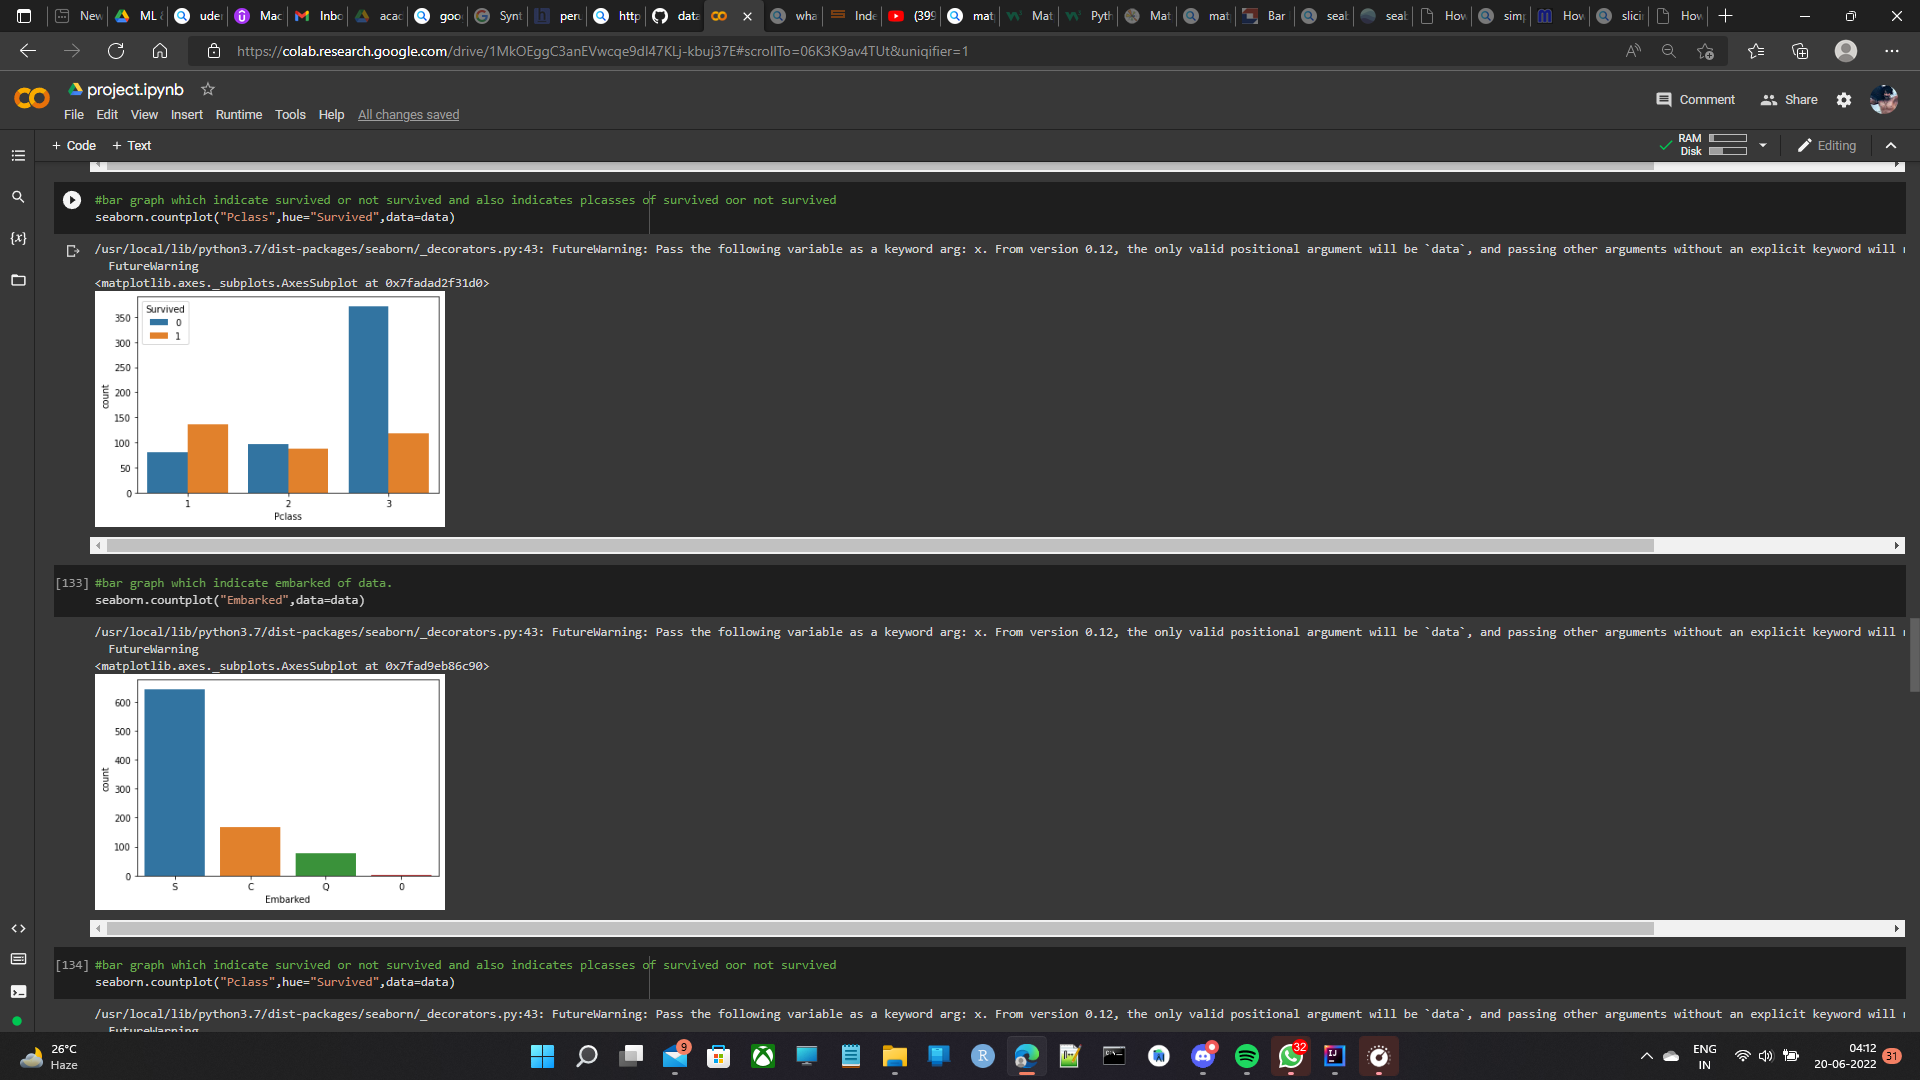 New
ML
uder
Mac
Inbo
acac
goo
Synt
peru
http
data
wha
Inde
(399
mat
Mat
Pyth
Mat
mat
Bar
seab
seab
How
simp
How
slici
How
https://colab.research.google.com/drive/1MkOEggC3anEVwcqe9dI47KLj-kbuj37E#scrollTo=06K3K9av4TUt&uniqifier=1
project.ipynb
File Edit View Insert Runtime Tools Help All changes saved
Comment Share
+ Code + Text
RAM
Disk
Editing
#bar graph which indicate survived or not survived and also indicates plcasses of survived oor not survived
seaborn.countplot("Pclass",hue="Survived",data=data)
/usr/local/lib/python3.7/dist-packages/seaborn/_decorators.py:43: FutureWarning: Pass the following variable as a keyword arg: x. From version 0.12, the only valid positional argument will be `data`, and passing other arguments without an explicit keyword will
FutureWarning
<matplotlib.axes._subplots.AxesSubplot at 0x7fadad2f31d0>
Survived
0
1
350
300
250
200
150
100
50
0
count
1 2 3
Pclass
[133] #bar graph which indicate embarked of data.
seaborn.countplot("Embarked",data=data)
/usr/local/lib/python3.7/dist-packages/seaborn/_decorators.py:43: FutureWarning: Pass the following variable as a keyword arg: x. From version 0.12, the only valid positional argument will be `data`, and passing other arguments without an explicit keyword will
FutureWarning
<matplotlib.axes._subplots.AxesSubplot at 0x7fad9eb86c90>
600
500
400
300
200
100
0
count
S C Q 0
Embarked
[134] #bar graph which indicate survived or not survived and also indicates plcasses of survived oor not survived
seaborn.countplot("Pclass",hue="Survived",data=data)
/usr/local/lib/python3.7/dist-packages/seaborn/_decorators.py:43: FutureWarning: Pass the following variable as a keyword arg: x. From version 0.12, the only valid positional argument will be `data`, and passing other arguments without an explicit keyword will
FutureWarning
26°C
Haze
9
32
ENG
IN
04:12
20-06-2022
31